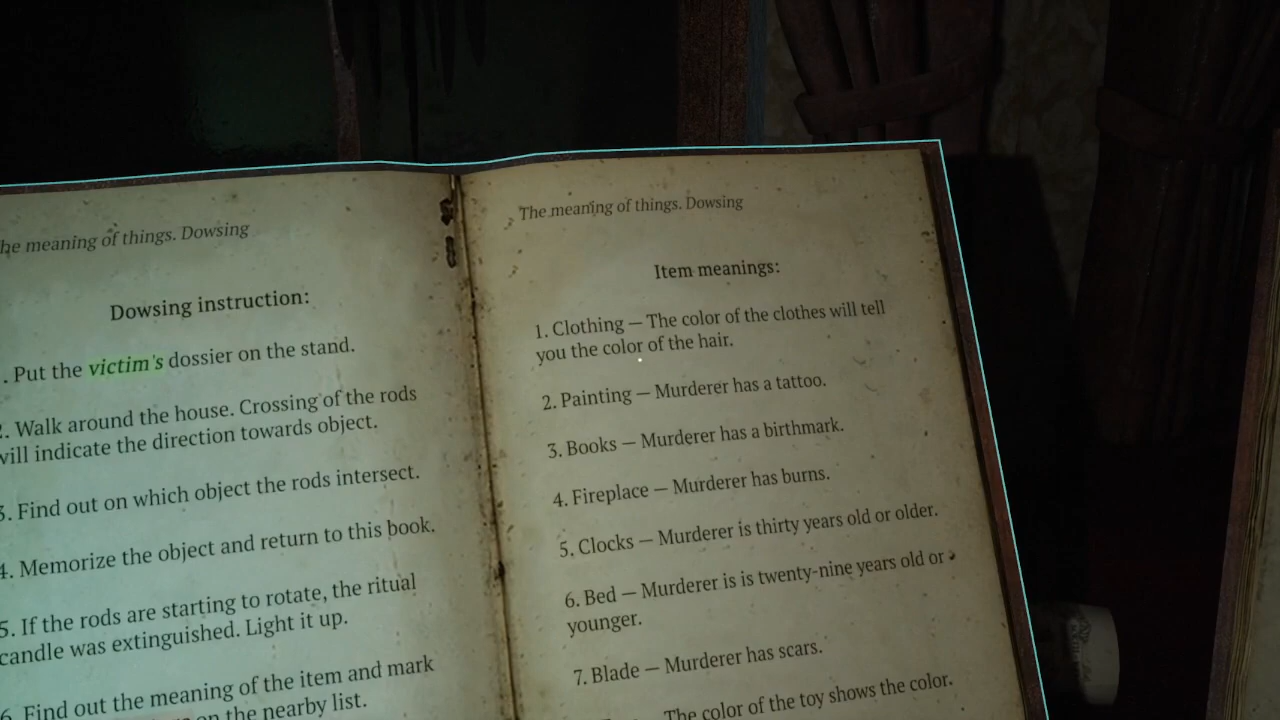 he meaning of things. Dowsing
Dowsing instruction:
. Put the victim's dossier on the stand.
2. Walk around the house. Crossing of the rods
will indicate the direction towards object.
3. Find out on which object the rods intersect.
4. Memorize the object and return to this book.
5. If the rods are starting to rotate, the ritual
candle was extinguished. Light it up.
6. Find out the meaning of the item and mark
on the nearby list.
The meaning of things. Dowsing
Item meanings:
1. Clothing — The color of the clothes will tell
you the color of the hair.
2. Painting — Murderer has a tattoo.
3. Books — Murderer has a birthmark.
4. Fireplace — Murderer has burns.
5. Clocks — Murderer is thirty years old or older.
6. Bed — Murderer is is twenty-nine years old or
younger.
7. Blade — Murderer has scars.
The color of the toy shows the color.